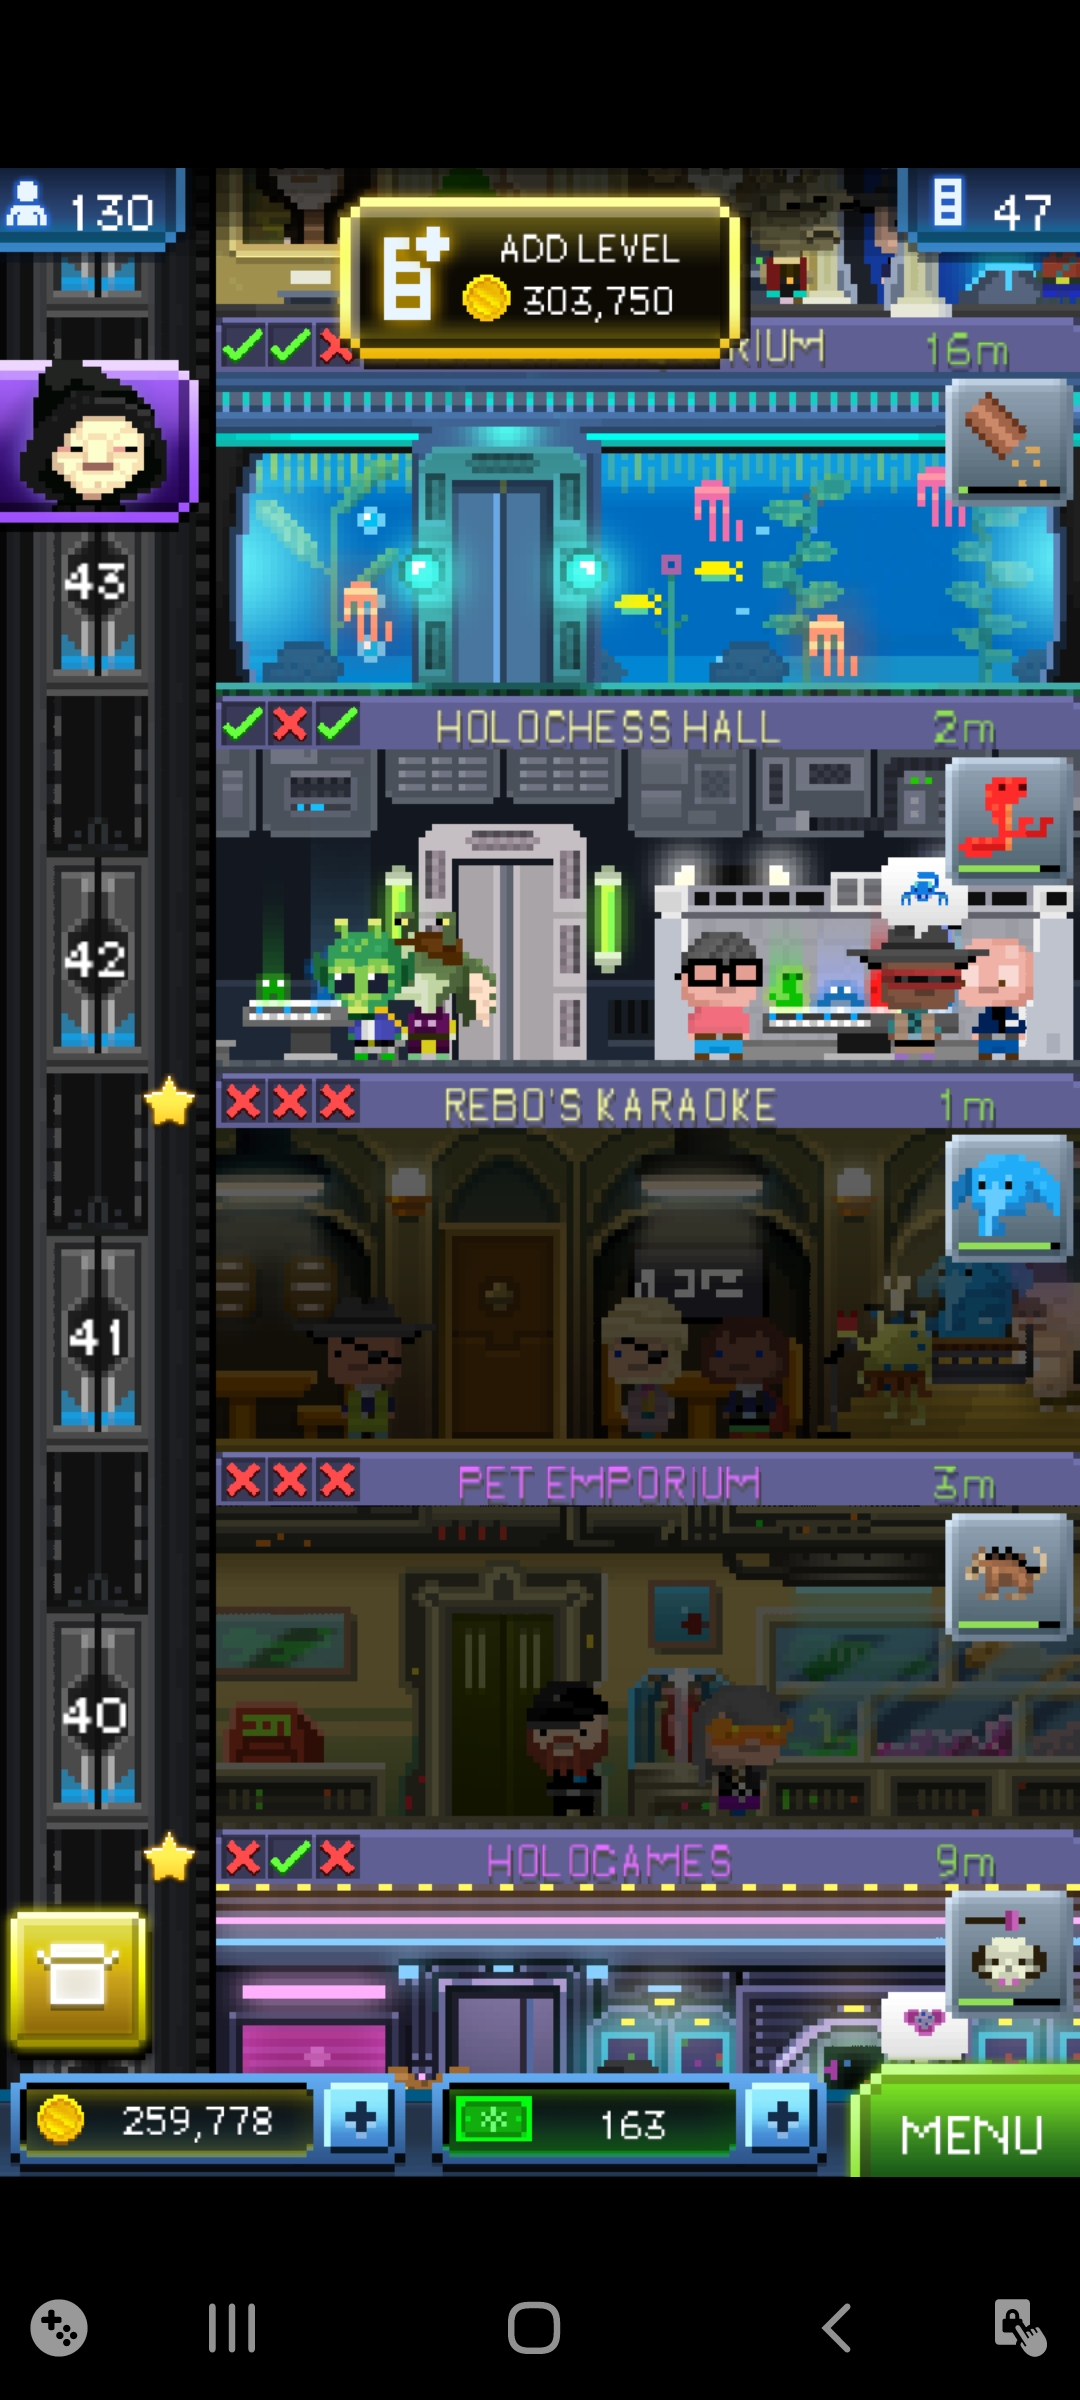 130
47
ADD LEVEL
303,750
RIUM 16m
43
HOLOCHESS HALL 2m
42
REBO'S KARAOKE 1m
41
PET EMPORIUM 3m
40
HOLOGAMES 9m
259,778
163
MENU